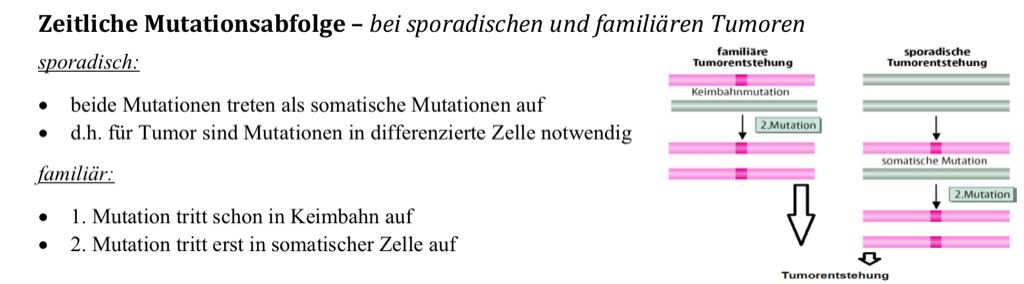 Zeitliche Mutationsabfolge – bei sporadischen und familiären Tumoren
sporadisch:
• beide Mutationen treten als somatische Mutationen auf
• d.h. für Tumor sind Mutationen in differenzierte Zelle notwendig
familiär:
• 1. Mutation tritt schon in Keimbahn auf
• 2. Mutation tritt erst in somatischer Zelle auf
familiäre
Tumorentstehung
Keimbahnmutation
2.Mutation
sporadische
Tumorentstehung
somatische Mutation
2.Mutation
Tumorentstehung